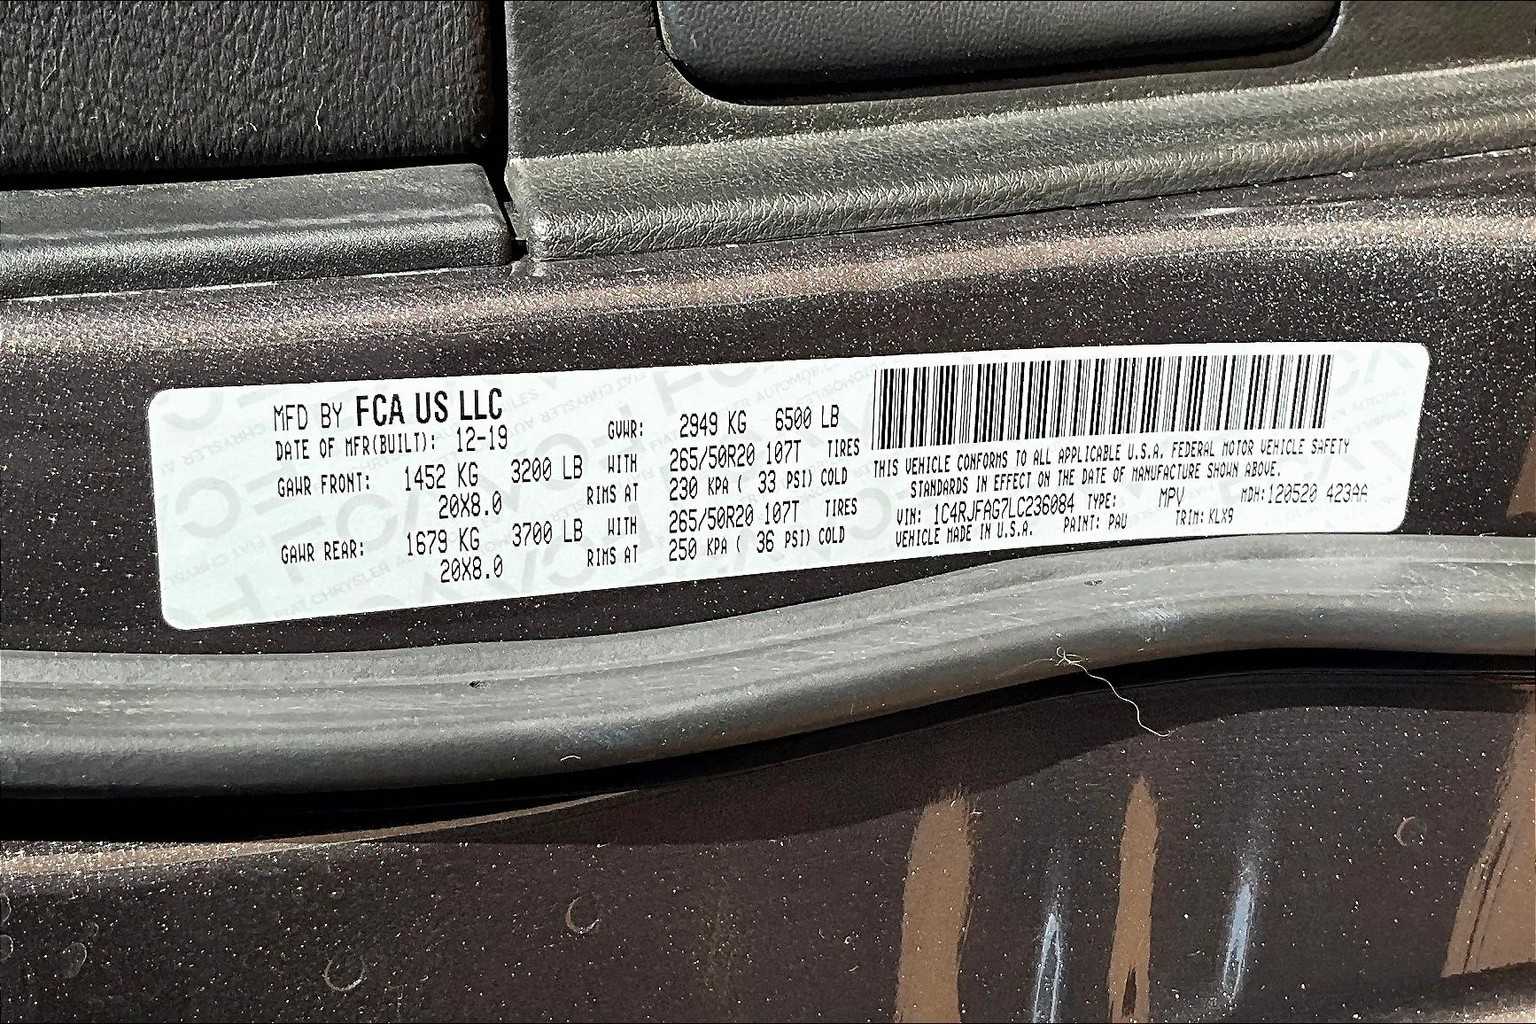 MFD BY FCA US LLC
DATE OF MFR(BUILT): 12-19
GVWR: 2949 KG 6500 LB
GAWR FRONT: 1452 KG 3200 LB WITH 265/50R20 107T TIRES
20X8.0 RIMS AT 230 KPA ( 33 PSI) COLD
GAWR REAR: 1679 KG 3700 LB WITH 265/50R20 107T TIRES
20X8.0 RIMS AT 250 KPA ( 36 PSI) COLD
THIS VEHICLE CONFORMS TO ALL APPLICABLE U.S.A. FEDERAL MOTOR VEHICLE SAFETY
STANDARDS IN EFFECT ON THE DATE OF MANUFACTURE SHOWN ABOVE.
VIN: 1C4RJFAG7LC236084 TYPE: MPV MDH:120520 423AA
VEHICLE MADE IN U.S.A. PAINT: PAU TRIM: KLX9